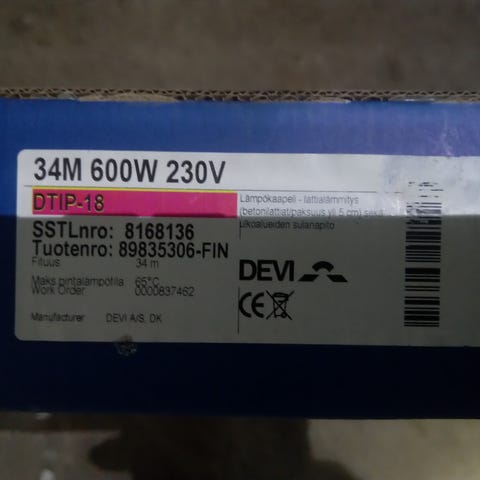 34M 600W 230V
DTIP-18
SSTLnro: 8168136
Tuotenro: 89835306-FIN
Pituus 34 m
Maks pintalämpötila 65°C
Work Order 0000837462
Manufacturer DEVI A/S, DK
Lämpökaapeli - lattialämmitys
(betonilattiat/paksuus yli 5 cm) sekä
ulkoalueiden sulanapito
DEVI
CE